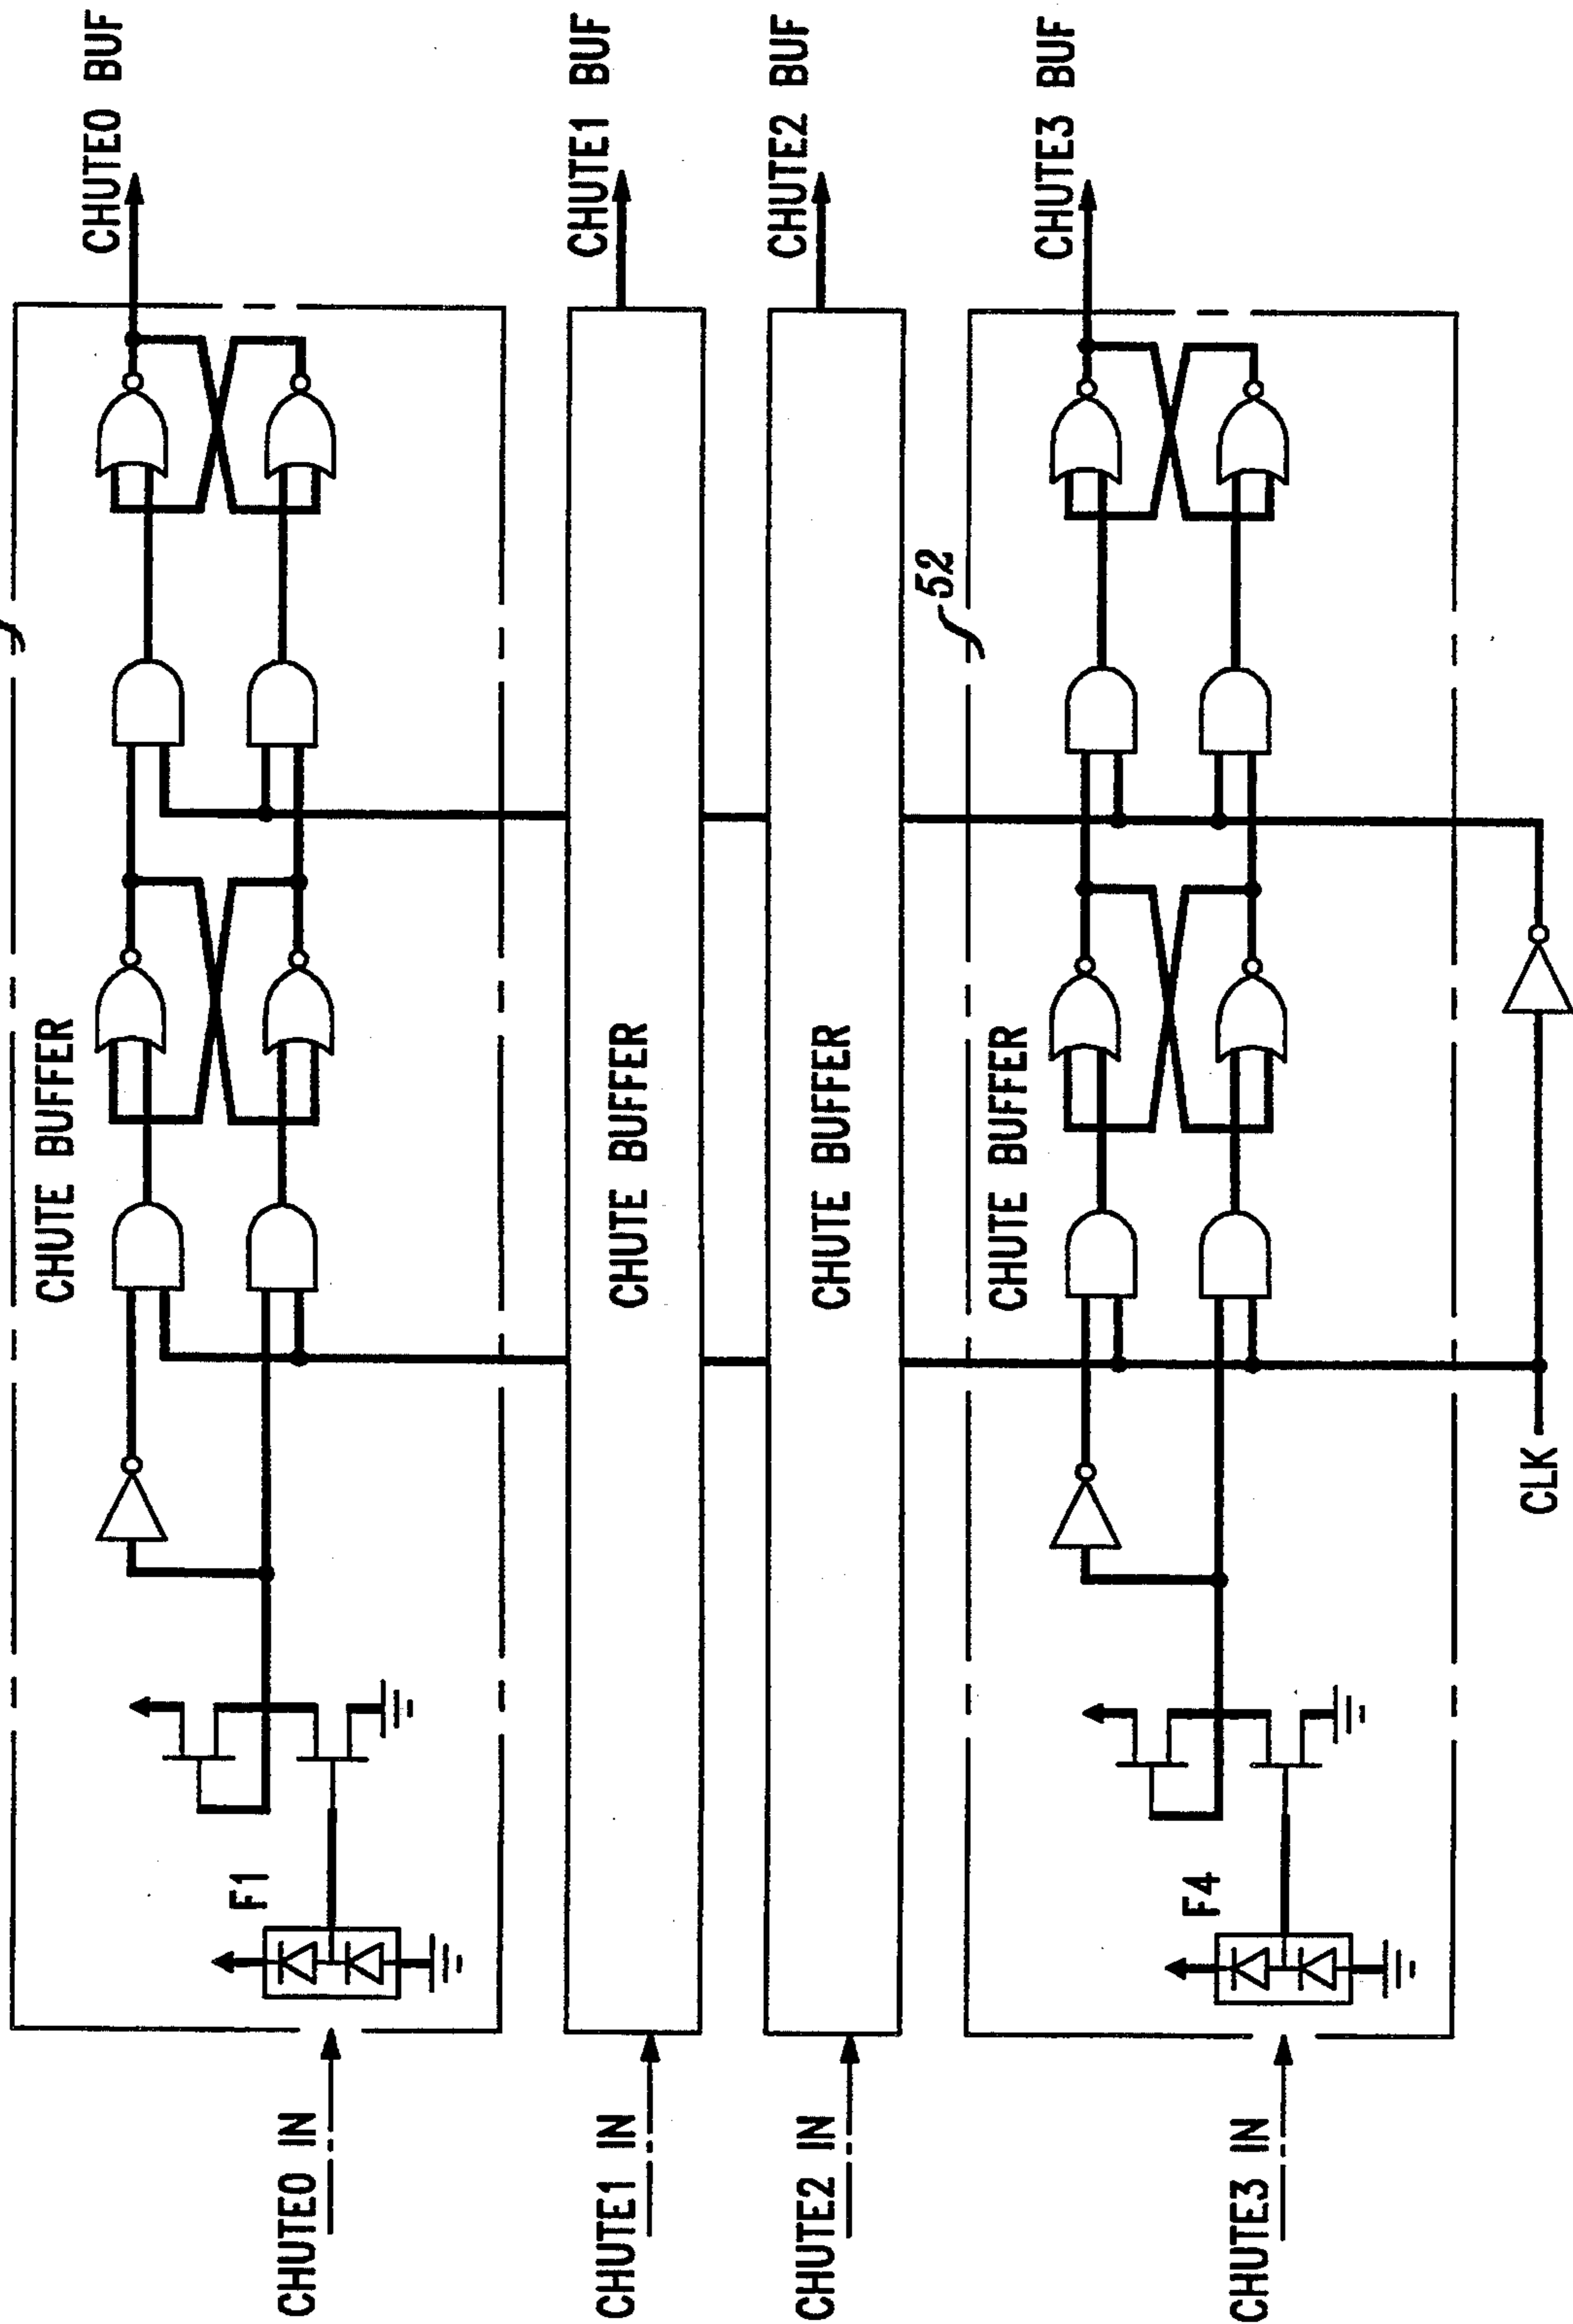 CHUTE0 BUF
CHUTE1 BUF
CHUTE2 BUF
CHUTE3 BUF
CHUTE BUFFER
CHUTE BUFFER
CHUTE BUFFER
52
CHUTE BUFFER
F1
F4
CLK
CHUTE0 IN
CHUTE1 IN
CHUTE2 IN
CHUTE3 IN